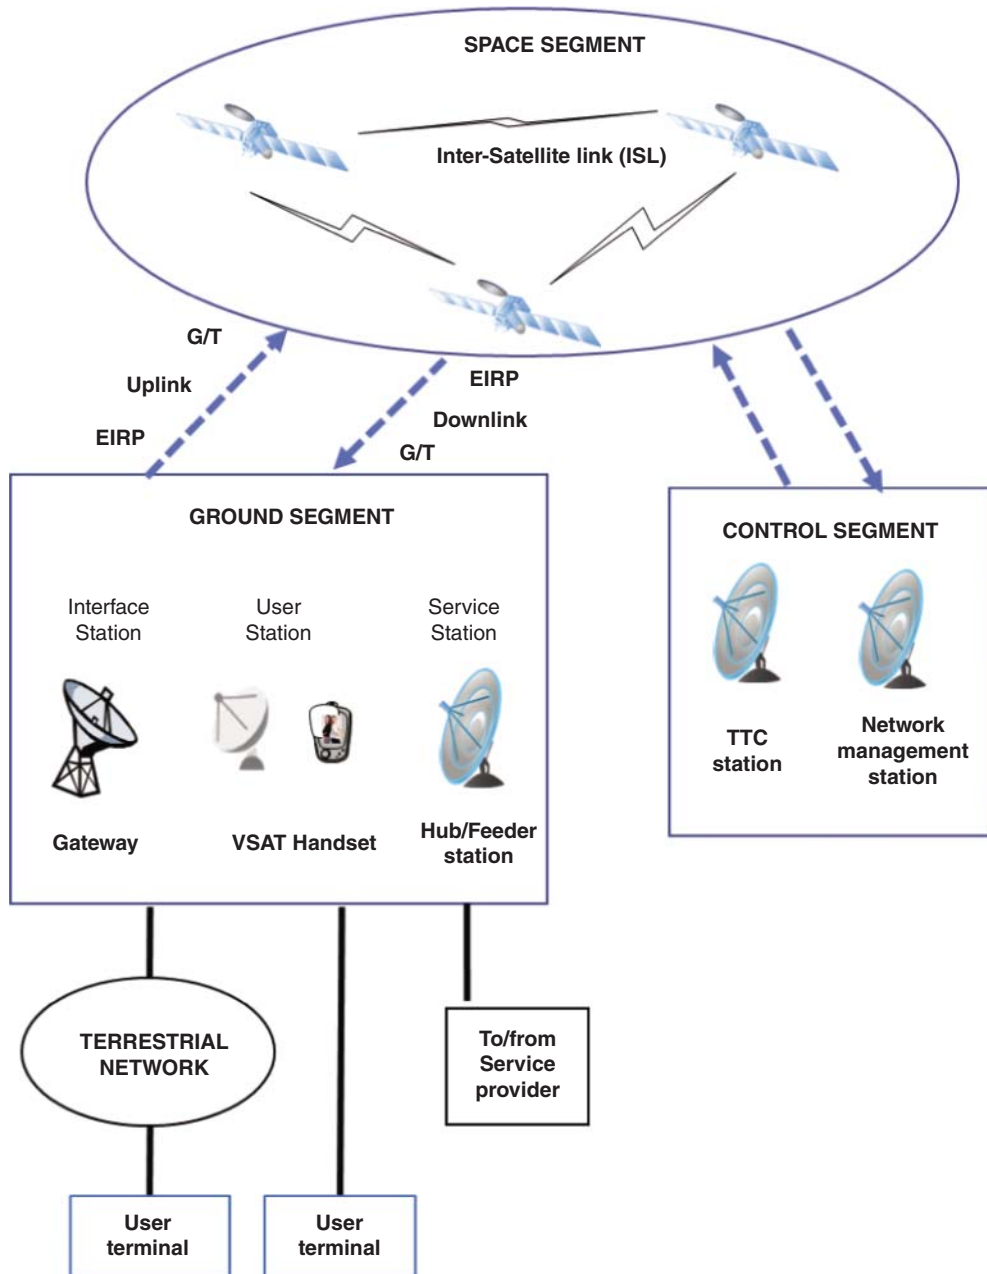 SPACE SEGMENT
Inter-Satellite link (ISL)
G/T
Uplink
EIRP
EIRP
Downlink
G/T
GROUND SEGMENT
Interface
Station
User
Station
Service
Station
Gateway
VSAT Handset
Hub/Feeder
station
CONTROL SEGMENT
TTC
station
Network
management
station
TERRESTRIAL
NETWORK
To/from
Service
provider
User
terminal
User
terminal